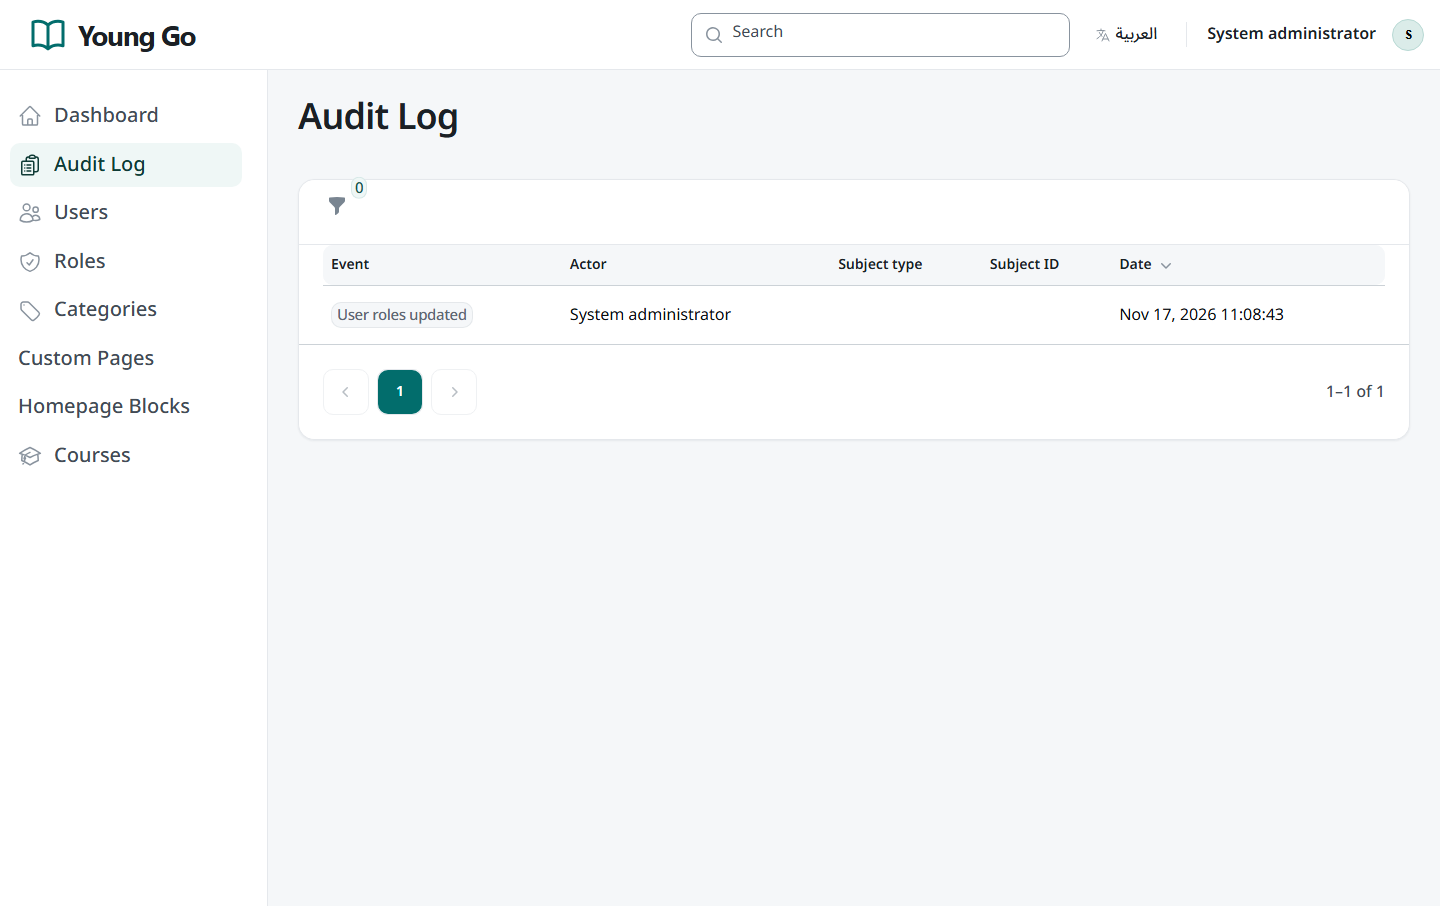 Young Go
Search
العربية
System administrator
S
Dashboard
Audit Log
Users
Roles
Categories
Custom Pages
Homepage Blocks
Courses
Audit Log
0
Event Actor Subject type Subject ID Date
User roles updated System administrator Nov 17, 2026 11:08:43
1
1–1 of 1